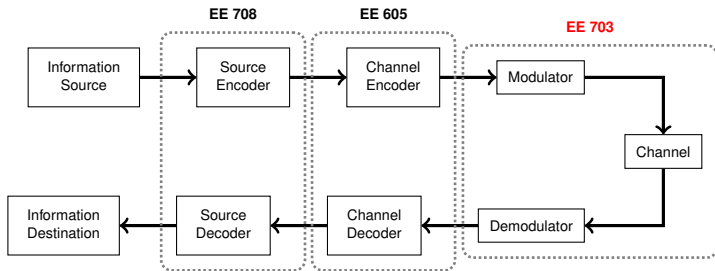 EE 708
EE 605
EE 703
Information
Source
Source
Encoder
Channel
Encoder
Modulator
Channel
Information
Destination
Source
Decoder
Channel
Decoder
Demodulator